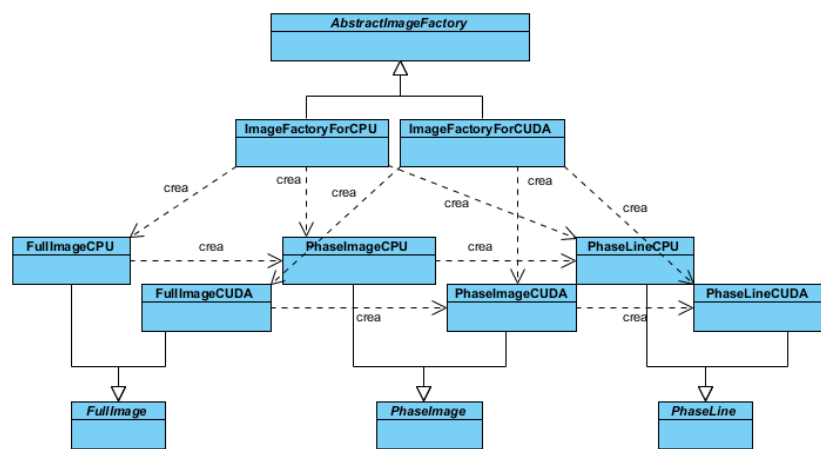 AbstractImageFactory
ImageFactoryForCPU
ImageFactoryForCUDA
crea
crea
crea
crea
crea
crea
FullImageCPU
PhaseImageCPU
PhaseLineCPU
crea
crea
FullImageCUDA
PhaseImageCUDA
PhaseLineCUDA
crea
crea
FullImage
PhaseImage
PhaseLine